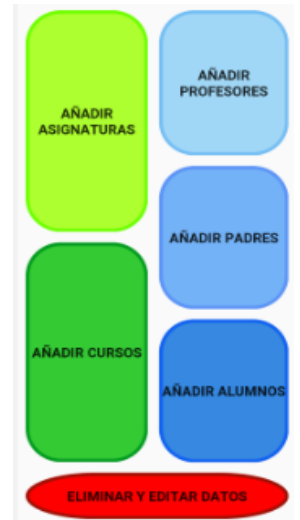 AÑADIR
ASIGNATURAS
AÑADIR
PROFESORES
AÑADIR PADRES
AÑADIR CURSOS
AÑADIR ALUMNOS
ELIMINAR Y EDITAR DATOS